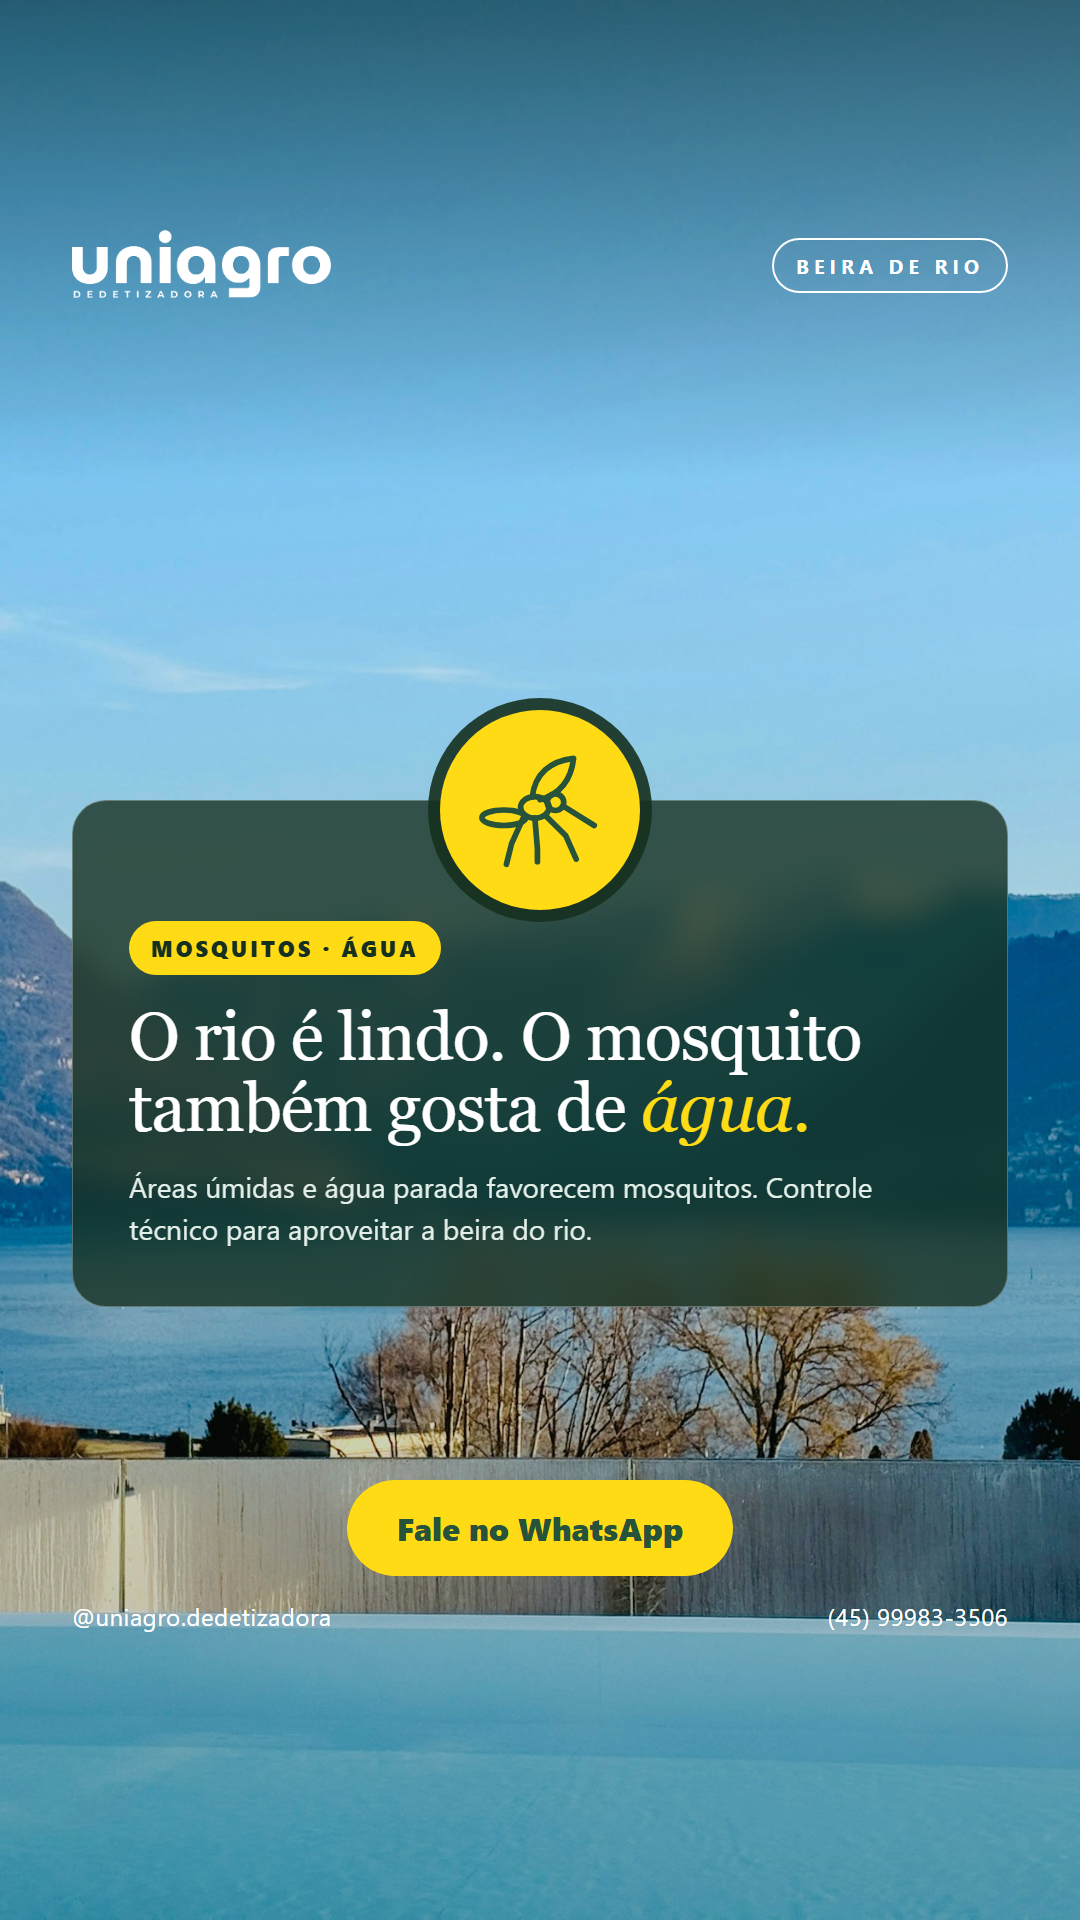 uniagro
DEDETIZADORA
BEIRA DE RIO
MOSQUITOS · ÁGUA
O rio é lindo. O mosquito
também gosta de água.
Áreas úmidas e água parada favorecem mosquitos. Controle
técnico para aproveitar a beira do rio.
Fale no WhatsApp
@uniagro.dedetizadora
(45) 99983-3506